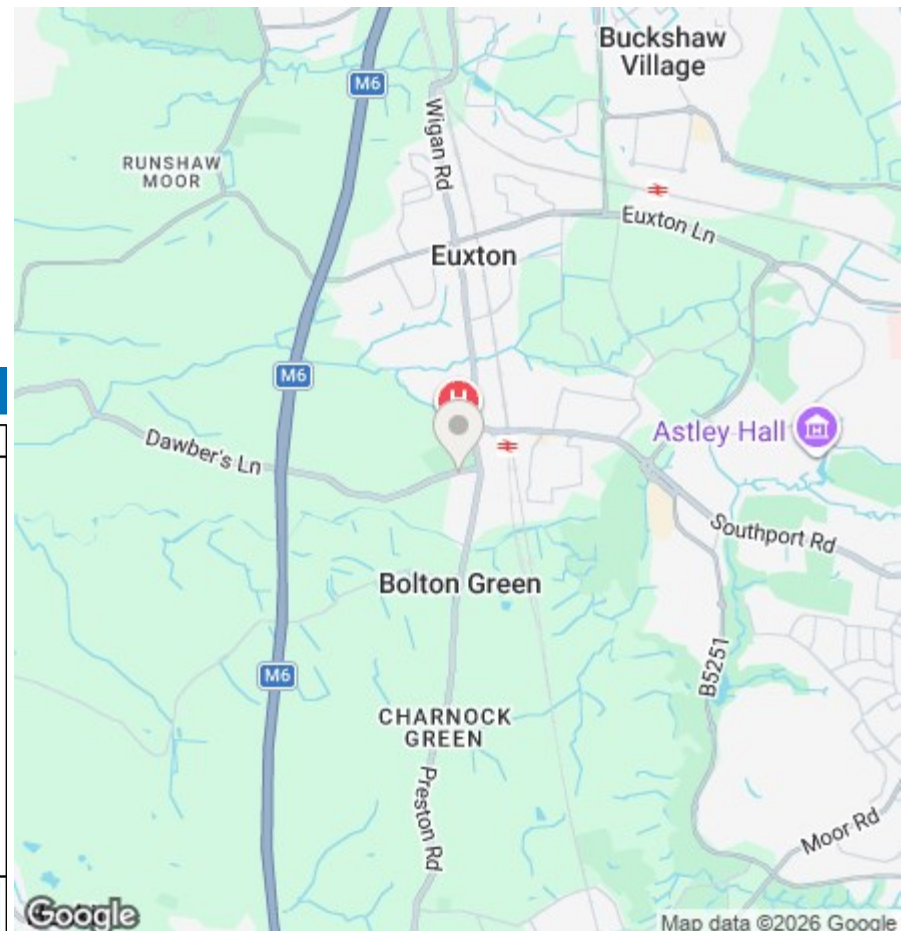 Buckshaw
Village
M6
Wigan Rd
RUNSHAW
MOOR
Euxton Ln
Euxton
M6
H
Astley Hall
Dawber's Ln
Southport Rd
Bolton Green
B5251
M6
CHARNOCK
GREEN
Preston Rd
Moor Rd
Google
Map data ©2026 Google